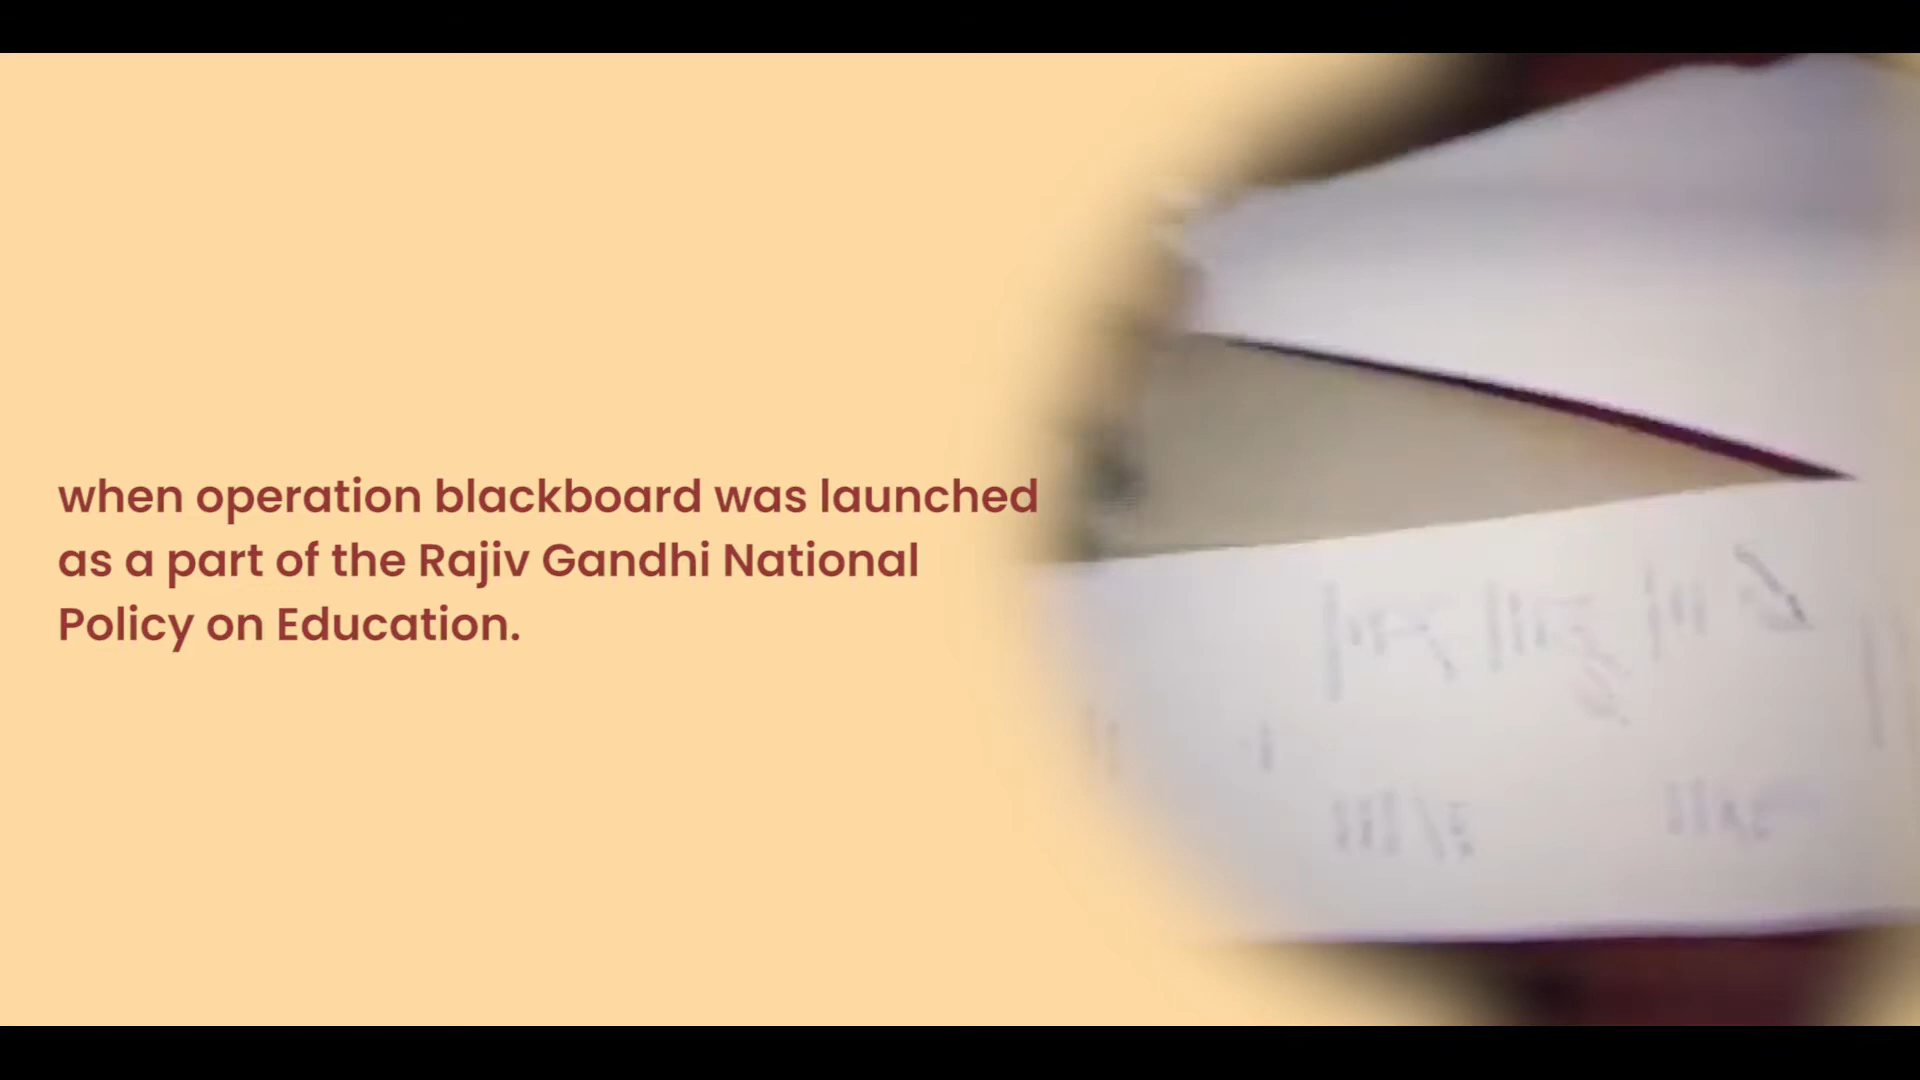 when operation blackboard was launched
as a part of the Rajiv Gandhi National
Policy on Education.